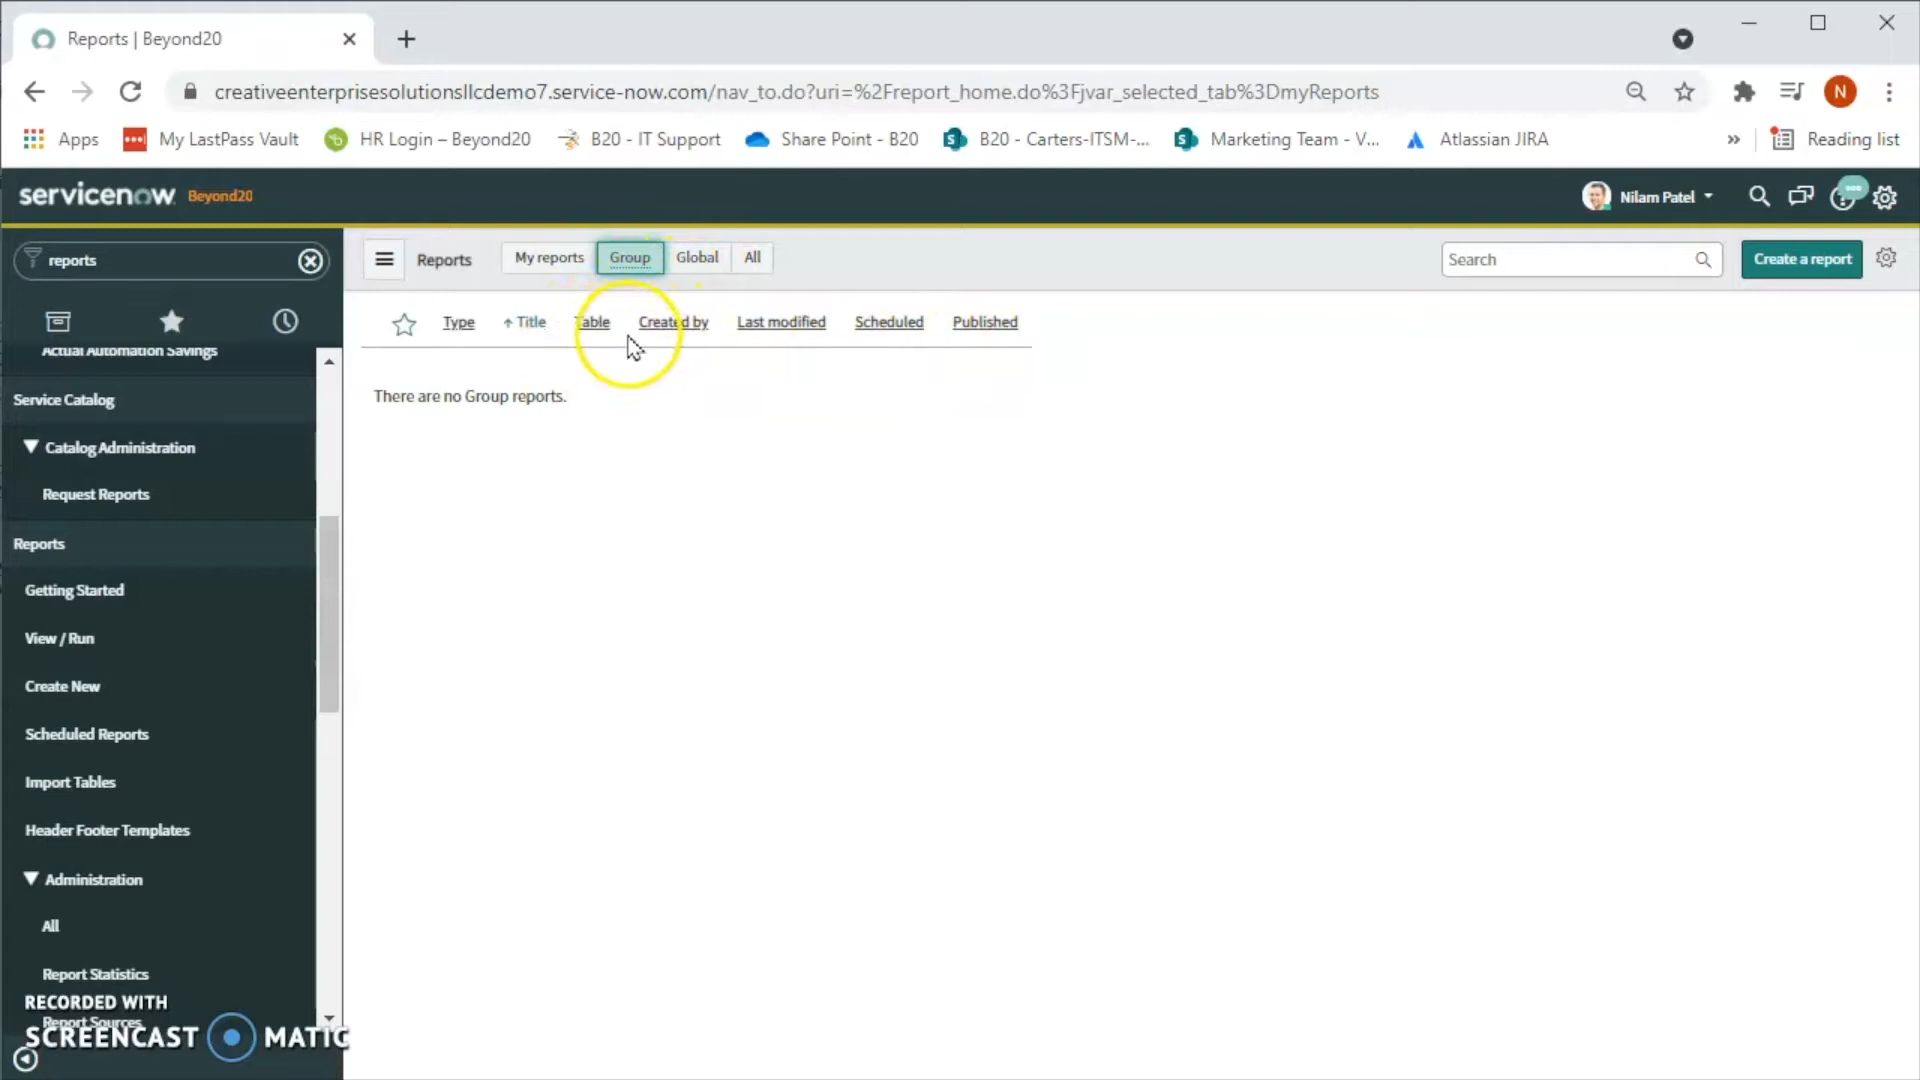 Reports | Beyond20
creativeenterprisesolutionsllcdemo7.service-now.com/nav_to.do?uri=%2Freport_home.do%3Fjvar_selected_tab%3DmyReports
N
Apps
My LastPass Vault
HR Login – Beyond20
B20 - IT Support
Share Point - B20
B20 - Carters-ITSM-...
Marketing Team - V...
Atlassian JIRA
»
Reading list
servicenow Beyond20
Nilam Patel
reports
Reports
My reports
Group
Global
All
Search
Create a report
Type
Title
Table
Created by
Last modified
Scheduled
Published
There are no Group reports.
Actual Automation Savings
Service Catalog
Catalog Administration
Request Reports
Reports
Getting Started
View / Run
Create New
Scheduled Reports
Import Tables
Header Footer Templates
Administration
All
Report Statistics
RECORDED WITH
Report Sources
SCREENCAST MATIC